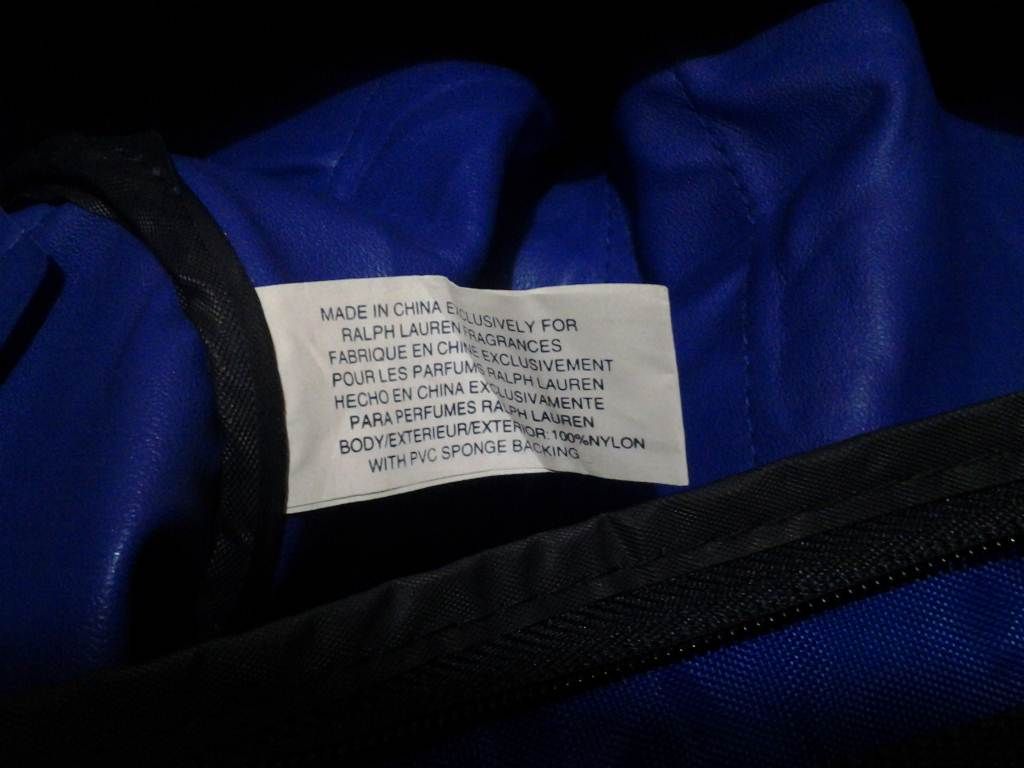 MADE IN CHINA EXCLUSIVELY FOR
RALPH LAUREN FRAGRANCES
FABRIQUE EN CHINE EXCLUSIVEMENT
POUR LES PARFUMS RALPH LAUREN
HECHO EN CHINA EXCLUSIVAMENTE
PARA PERFUMES RALPH LAUREN
BODY/EXTERIEUR/EXTERIOR:100%NYLON
WITH PVC SPONGE BACKING